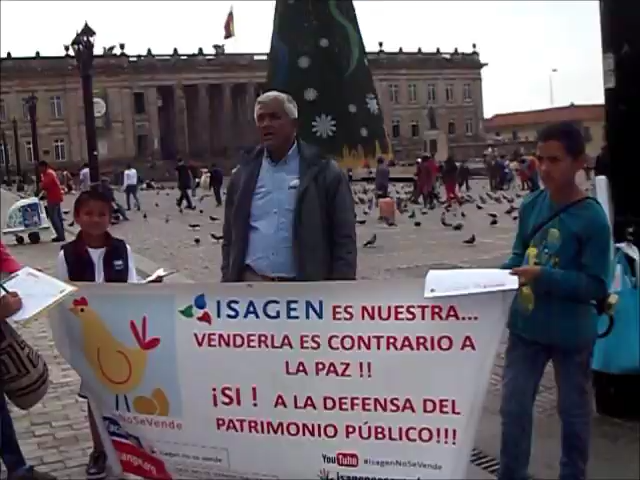 ISAGEN ES NUESTRA...
VENDERLA ES CONTRARIO A
LA PAZ !!
¡SI ! A LA DEFENSA DEL
PATRIMONIO PÚBLICO!!!
NoSeVende
YouTube #IsagenNoSeVende